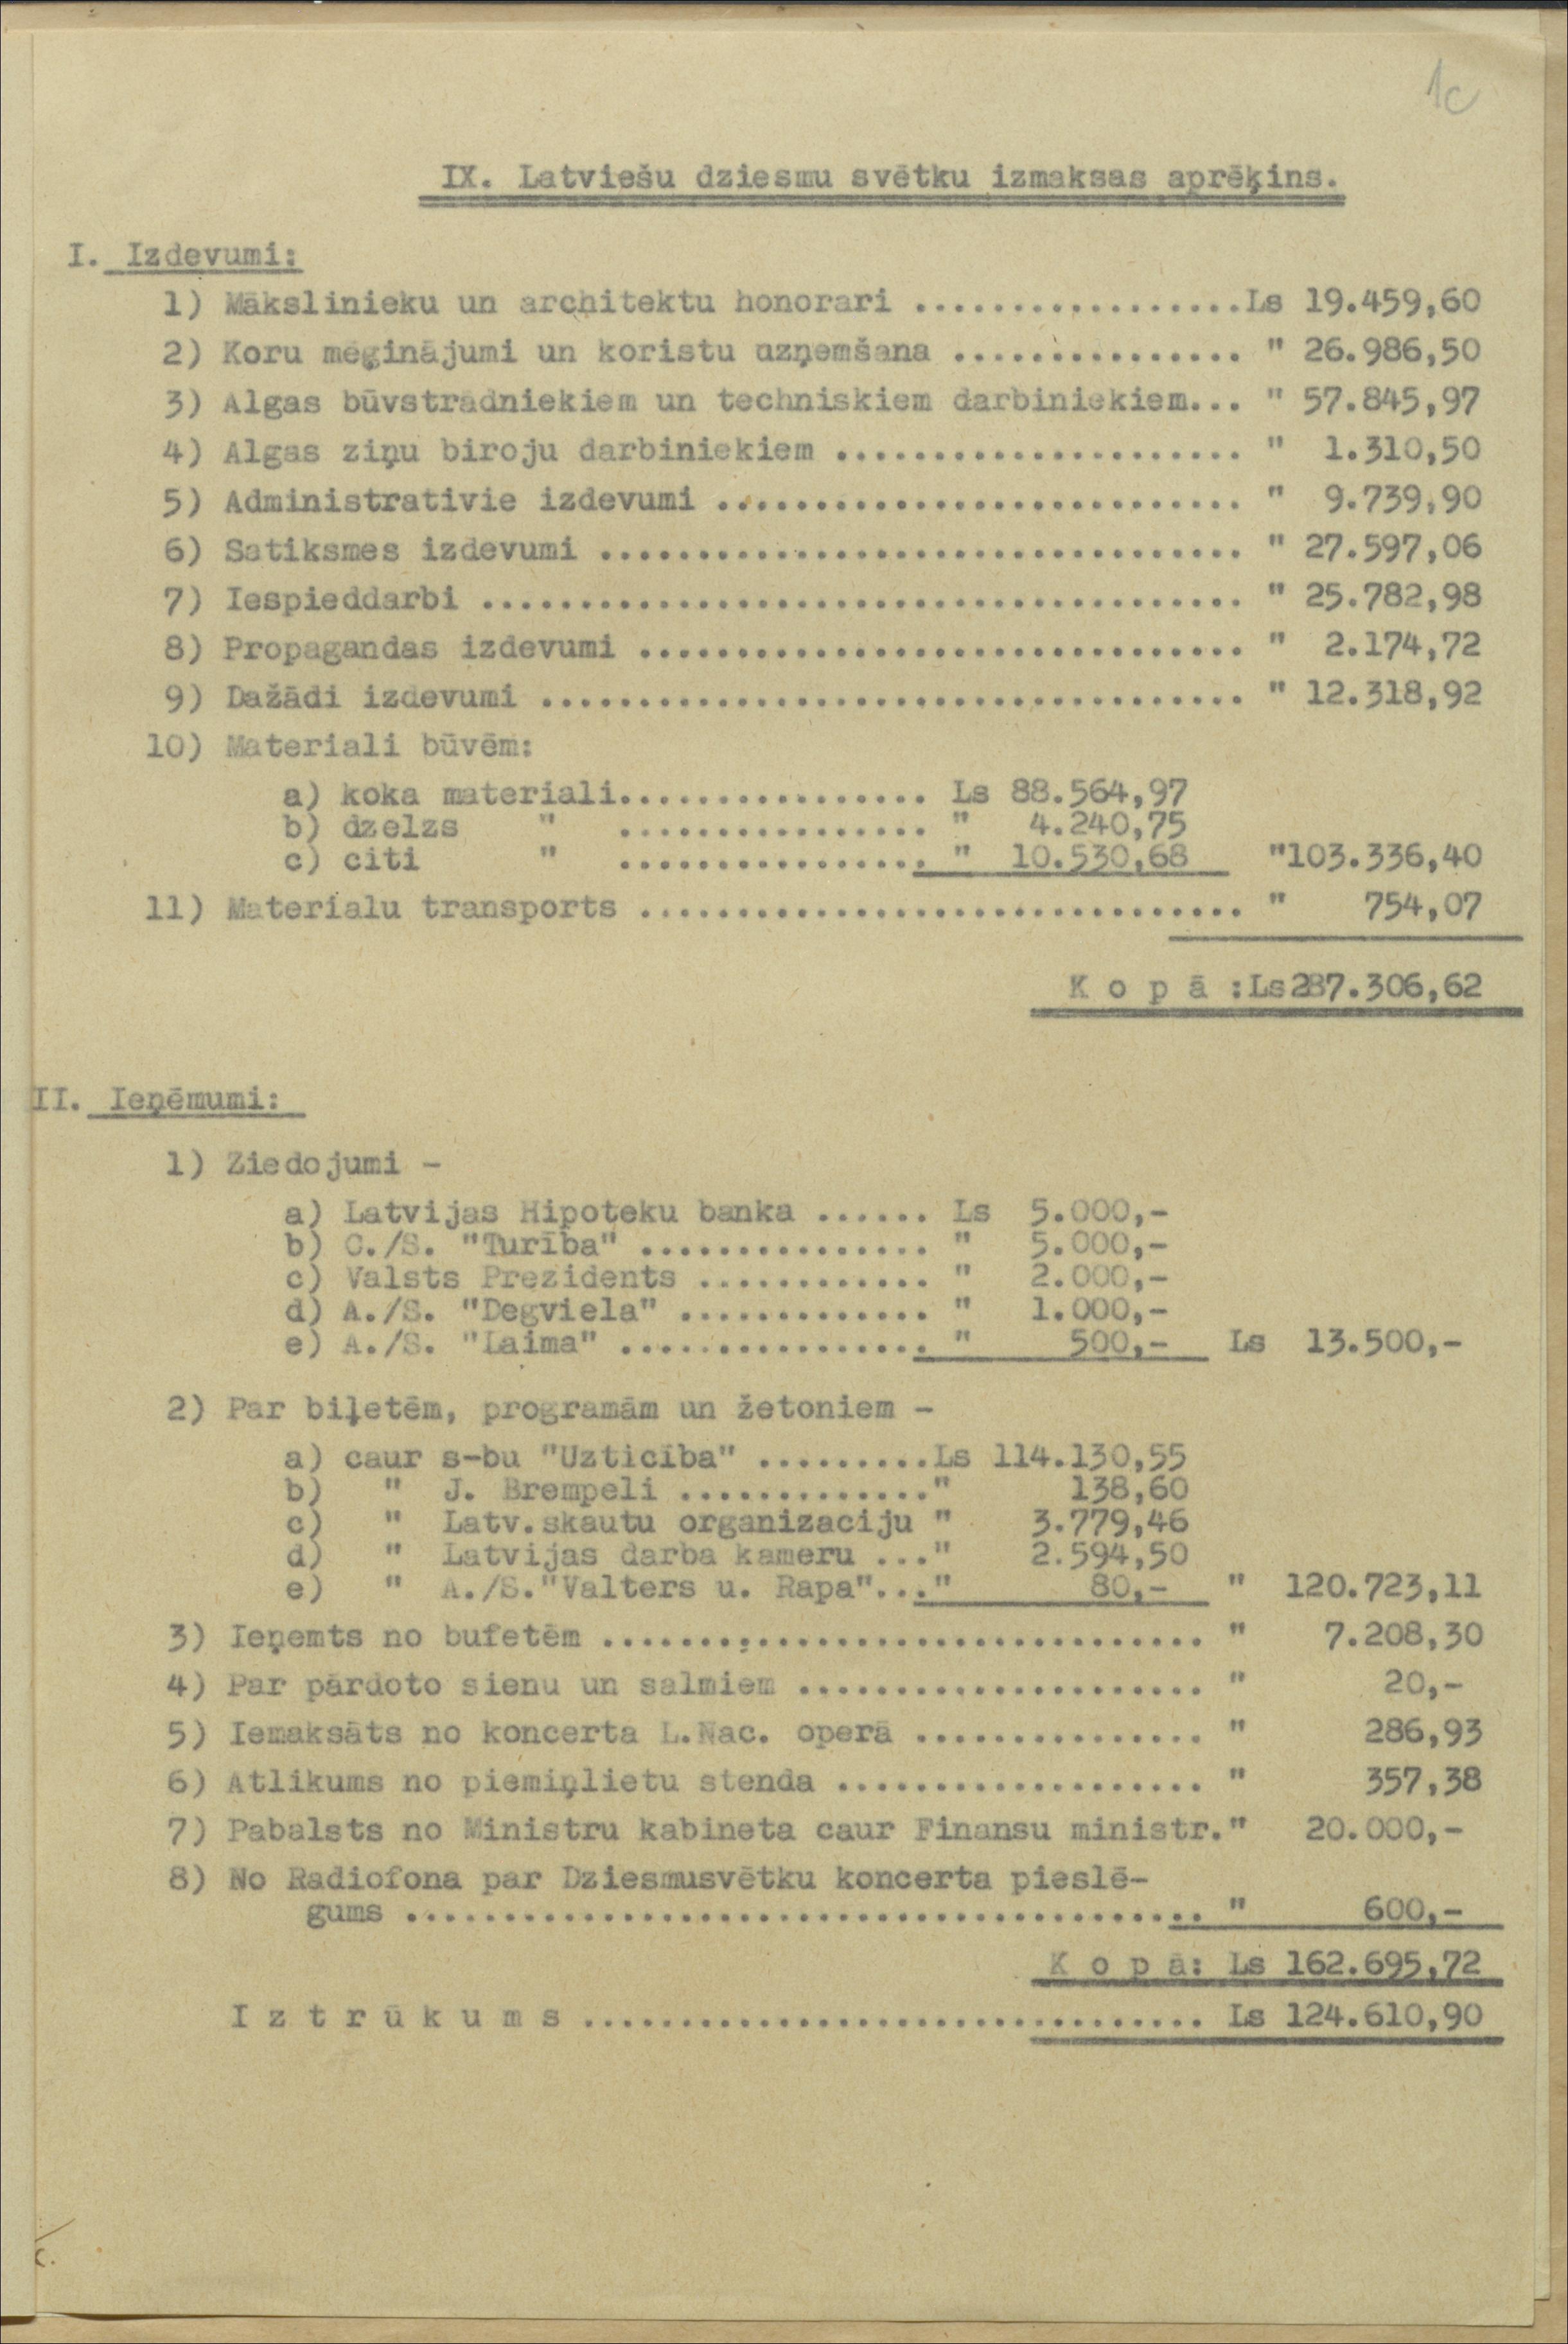 1c
IX. Latviešu dziesmu svētku izmaksas aprēķins.
I. Izdevumi:
1) Mākslinieku un architektu honorari .................Ls 19.459,60
2) Koru mēginājumi un koristu uzņemšana ............... " 26.986,50
3) Algas būvstrādniekiem un techniskiem darbiniekiem... " 57.845,97
4) Algas ziņu biroju darbiniekiem ..................... " 1.310,50
5) Administrativie izdevumi ........................... " 9.739,90
6) Satiksmes izdevumi ................................. " 27.597,06
7) Iespieddarbi ....................................... " 25.782,98
8) Propagandas izdevumi ............................... " 2.174,72
9) Dažādi izdevumi .................................... " 12.318,92
10) Materiali būvēm:
a) koka materiali................ Ls 88.564,97
b) dzelzs " ................ " 4.240,75
c) citi " ................ " 10.530,68 "103.336,40
11) Materialu transports ............................... " 754,07
K o p ā :Ls287.306,62
II. Ieņēmumi:
1) Ziedojumi -
a) Latvijas Hipoteku banka ...... Ls 5.000,-
b) C./S. "Turība" ............... " 5.000,-
c) Valsts Prezidents ............ " 2.000,-
d) A./S. "Degviela" ............. " 1.000,-
e) A./S. "Laima" ................ " 500,- Ls 13.500,-
2) Par biļetēm, programām un žetoniem -
a) caur s-bu "Uzticība" .........Ls 114.130,55
b) " J. Brempeli ............." 138,60
c) " Latv.skautu organizaciju " 3.779,46
d) " Latvijas darba kameru ..." 2.594,50
e) " A./S."Valters u. Rapa"..." 80,- " 120.723,11
3) Ieņemts no bufetēm ............................... " 7.208,30
4) Par pārdoto sienu un salmiem ..................... " 20,-
5) Iemaksāts no koncerta L.Nac. operā ............... " 286,93
6) Atlikums no piemiņlietu stenda ................... " 357,38
7) Pabalsts no Ministru kabineta caur Finansu ministr." 20.000,-
8) No Radiofona par Dziesmusvētku koncerta pieslē-
gums ......................................... " 600,-
K o p ā: Ls 162.695,72
I z t r ū k u m s ................................ Ls 124.610,90